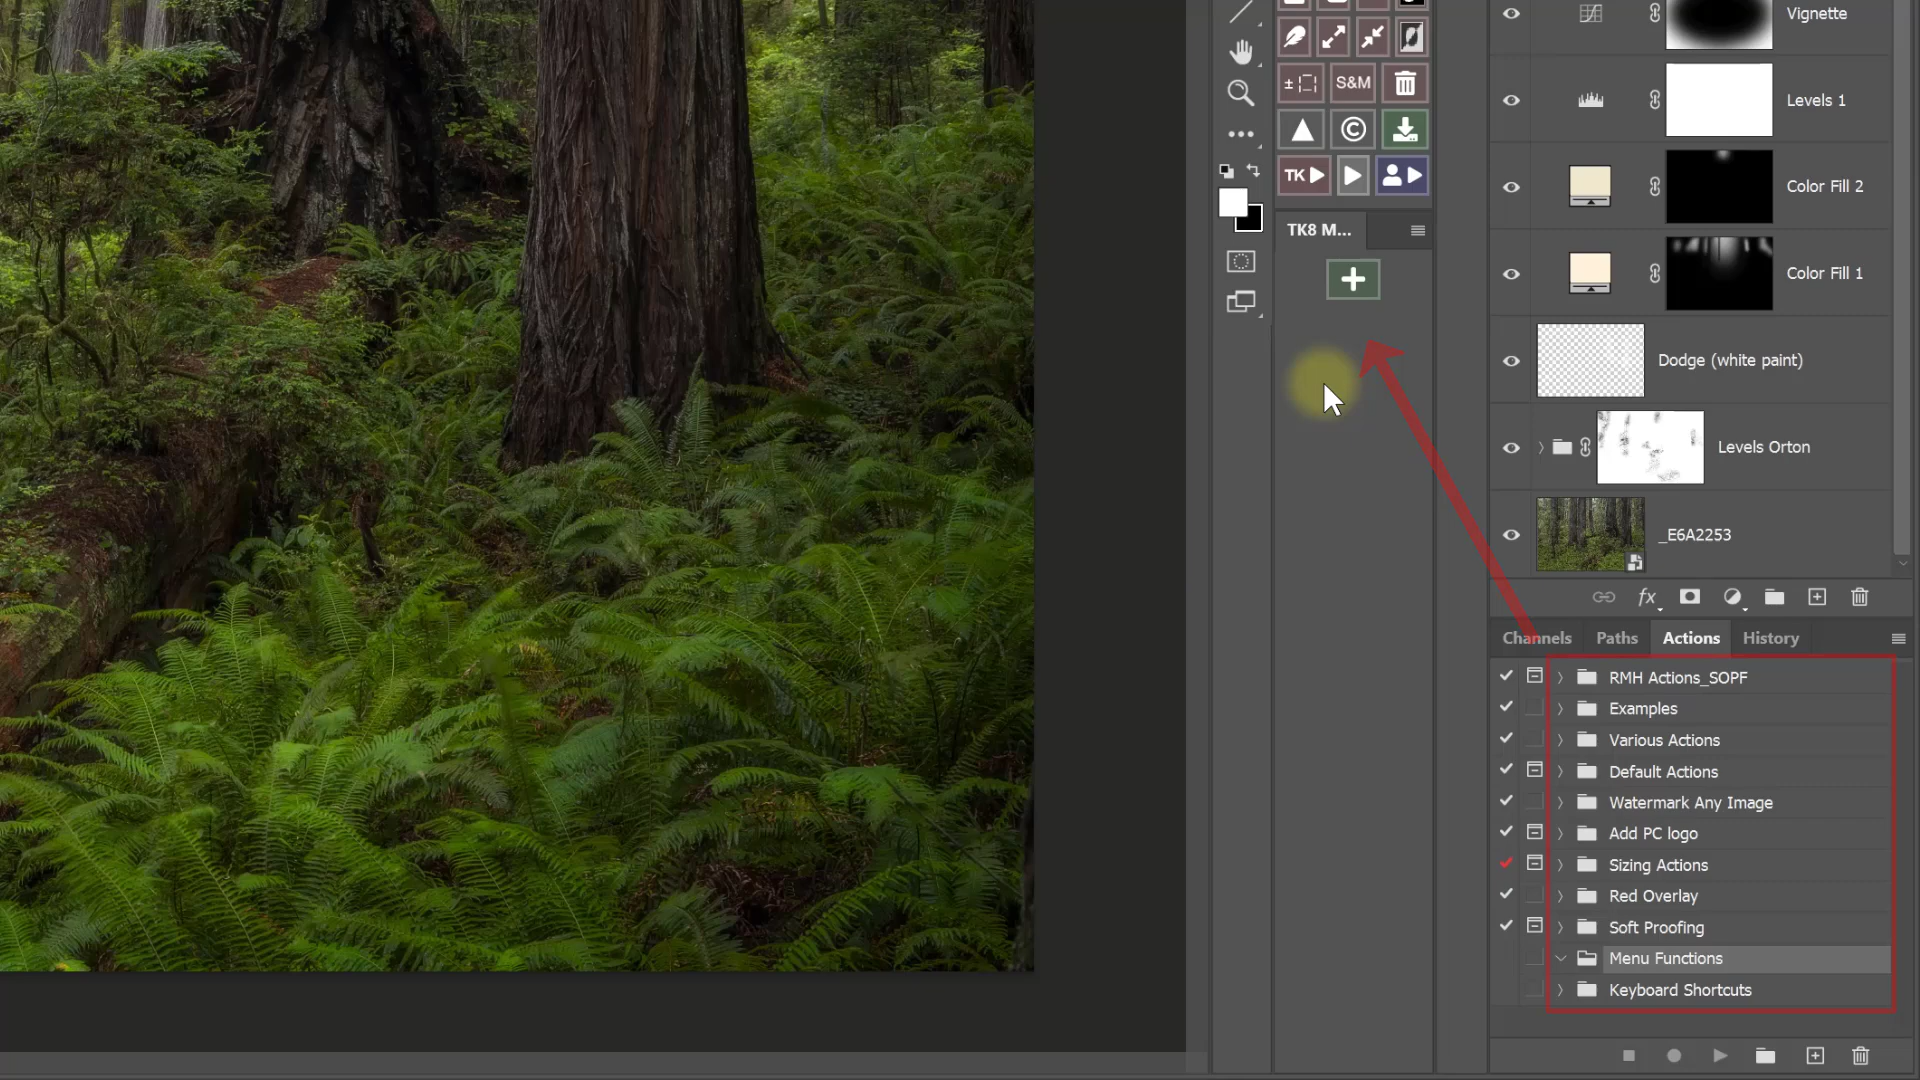 Vignette
S&M
Levels 1
TK
Color Fill 2
TK8 M...
Color Fill 1
Dodge (white paint)
Levels Orton
_E6A2253
fx
Channels Paths Actions History
RMH Actions_SOPF
Examples
Various Actions
Default Actions
Watermark Any Image
Add PC logo
Sizing Actions
Red Overlay
Soft Proofing
Menu Functions
Keyboard Shortcuts